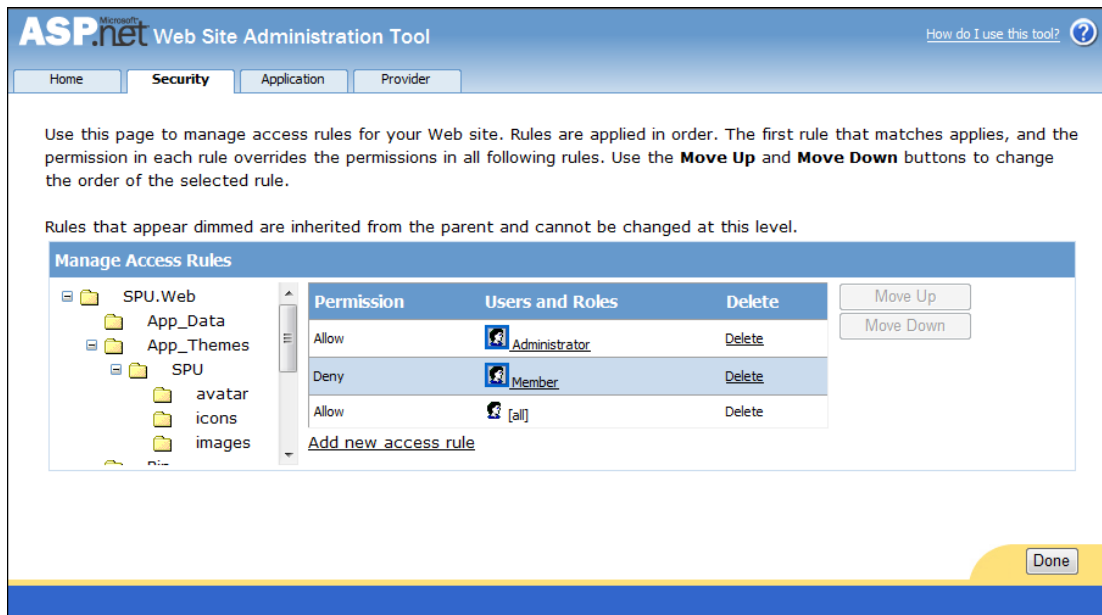 Microsoft®
ASP.net Web Site Administration Tool
How do I use this tool?
?
Home Security Application Provider
Use this page to manage access rules for your Web site. Rules are applied in order. The first rule that matches applies, and the
permission in each rule overrides the permissions in all following rules. Use the Move Up and Move Down buttons to change
the order of the selected rule.
Rules that appear dimmed are inherited from the parent and cannot be changed at this level.
Manage Access Rules
SPU.Web
App_Data
App_Themes
SPU
avatar
icons
images
Bin
Permission Users and Roles Delete
Allow Administrator Delete
Deny Member Delete
Allow [all] Delete
Add new access rule
Move Up
Move Down
Done